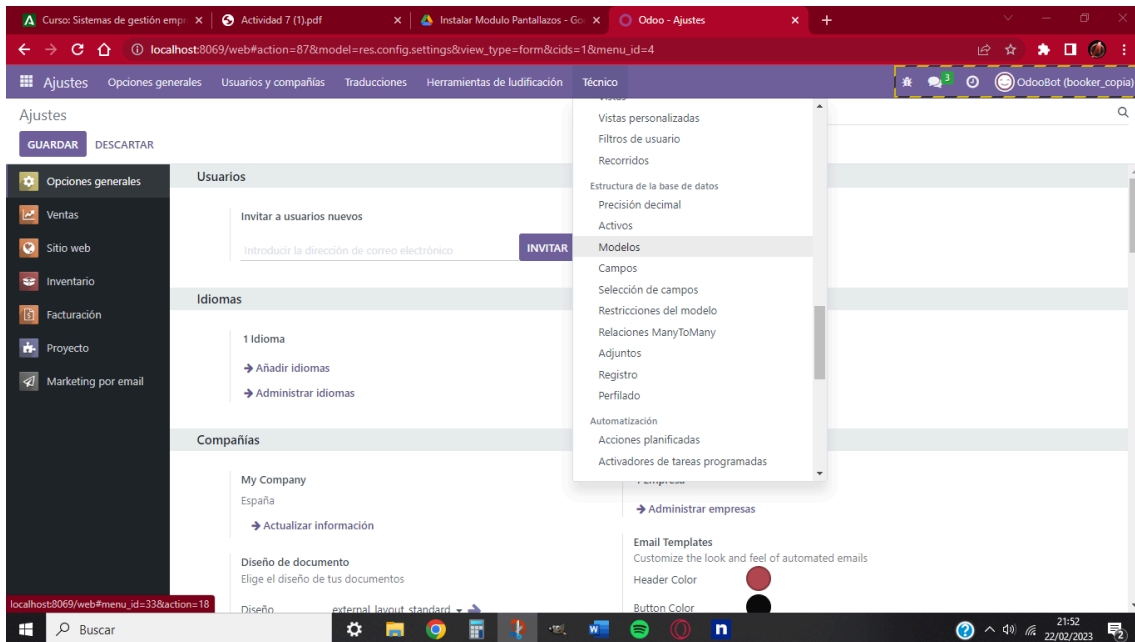 Curso: Sistemas de gestión empr
Actividad 7 (1).pdf
Instalar Modulo Pantallazos - Go
Odoo - Ajustes
localhost:8069/web#action=87&model=res.config.settings&view_type=form&cids=1&menu_id=4
Ajustes
Opciones generales
Usuarios y compañías
Traducciones
Herramientas de ludificación
Técnico
3
OdooBot (booker_copia)
Ajustes
GUARDAR
DESCARTAR
Opciones generales
Ventas
Sitio web
Inventario
Facturación
Proyecto
Marketing por email
Usuarios
Invitar a usuarios nuevos
Introducir la dirección de correo electrónico
INVITAR
Idiomas
1 Idioma
Añadir idiomas
Administrar idiomas
Compañías
My Company
España
Actualizar información
Diseño de documento
Elige el diseño de tus documentos
Diseño
external_layout_standard
Vistas
Vistas personalizadas
Filtros de usuario
Recorridos
Estructura de la base de datos
Precisión decimal
Activos
Modelos
Campos
Selección de campos
Restricciones del modelo
Relaciones ManyToMany
Adjuntos
Registro
Perfilado
Automatización
Acciones planificadas
Activadores de tareas programadas
1 Empresa
Administrar empresas
Email Templates
Customize the look and feel of automated emails
Header Color
Button Color
localhost:8069/web#menu_id=33&action=18
Buscar
21:52
22/02/2023
2